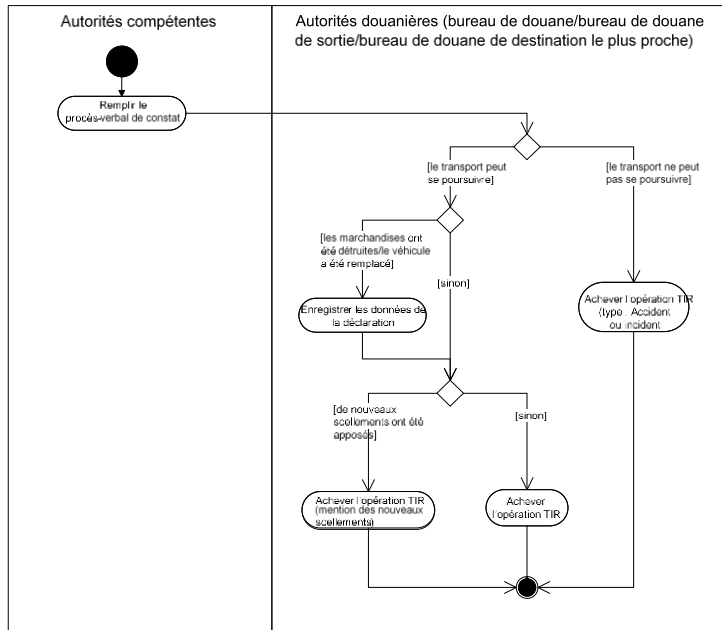 Autorités compétentes
Autorités douanières (bureau de douane/bureau de douane
de sortie/bureau de douane de destination le plus proche)
Remplir le
procès-verbal de constat
[le transport peut
se poursuivre]
[le transport ne peut
pas se poursuivre]
[les marchandises ont
été détruites/le véhicule
a été remplacé]
[sinon]
Enregistrer les données de
la déclaration
Achever l'opération TIR
(type : Accident
ou incident
[de nouveaux
scellements ont été
apposés]
[sinon]
Achever l'opération TIR
(mention des nouveaux
scellements)
Achever
l'opération TIR